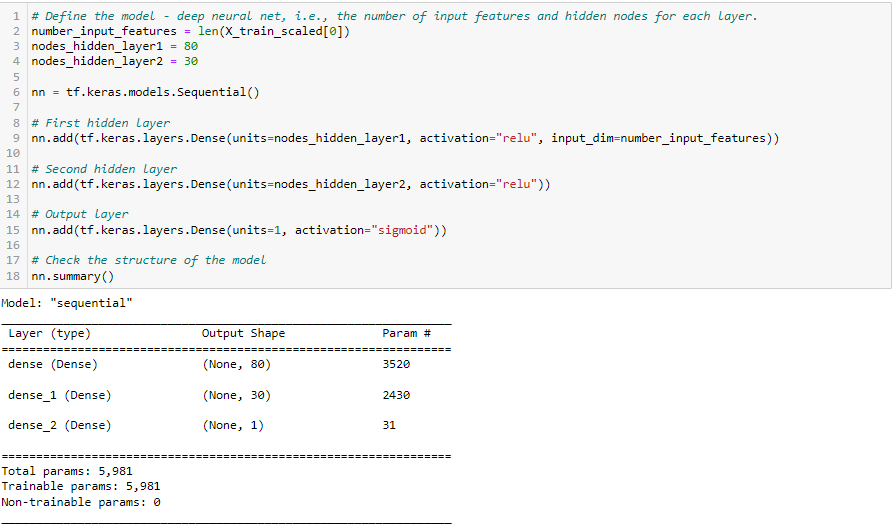 1 # Define the model - deep neural net, i.e., the number of input features and hidden nodes for each layer.
2 number_input_features = len(X_train_scaled[0])
3 nodes_hidden_layer1 = 80
4 nodes_hidden_layer2 = 30
5
6 nn = tf.keras.models.Sequential()
7
8 # First hidden layer
9 nn.add(tf.keras.layers.Dense(units=nodes_hidden_layer1, activation="relu", input_dim=number_input_features))
10
11 # Second hidden layer
12 nn.add(tf.keras.layers.Dense(units=nodes_hidden_layer2, activation="relu"))
13
14 # Output layer
15 nn.add(tf.keras.layers.Dense(units=1, activation="sigmoid"))
16
17 # Check the structure of the model
18 nn.summary()
Model: "sequential"
Layer (type) Output Shape Param #
dense (Dense) (None, 80) 3520
dense_1 (Dense) (None, 30) 2430
dense_2 (Dense) (None, 1) 31
Total params: 5,981
Trainable params: 5,981
Non-trainable params: 0